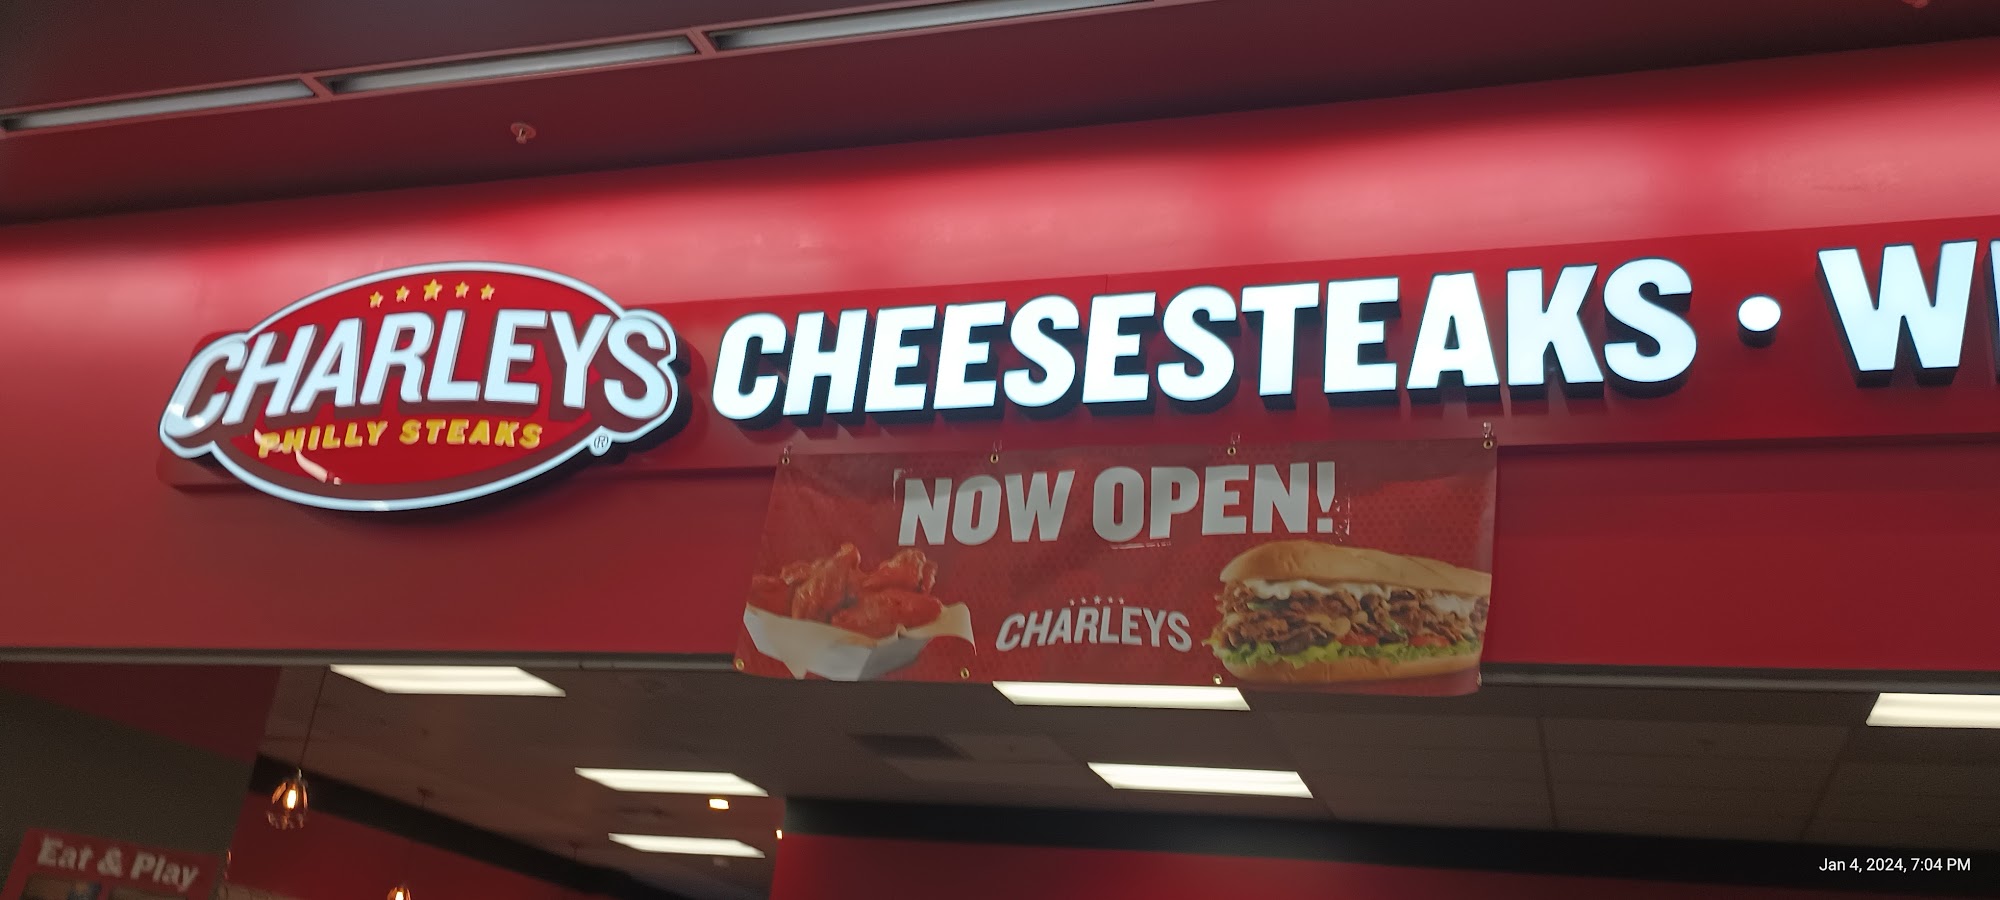 CHARLEYS
PHILLY STEAKS
®
CHEESESTEAKS • W
NOW OPEN!
CHARLEYS
Eat & Play
Jan 4, 2024, 7:04 PM